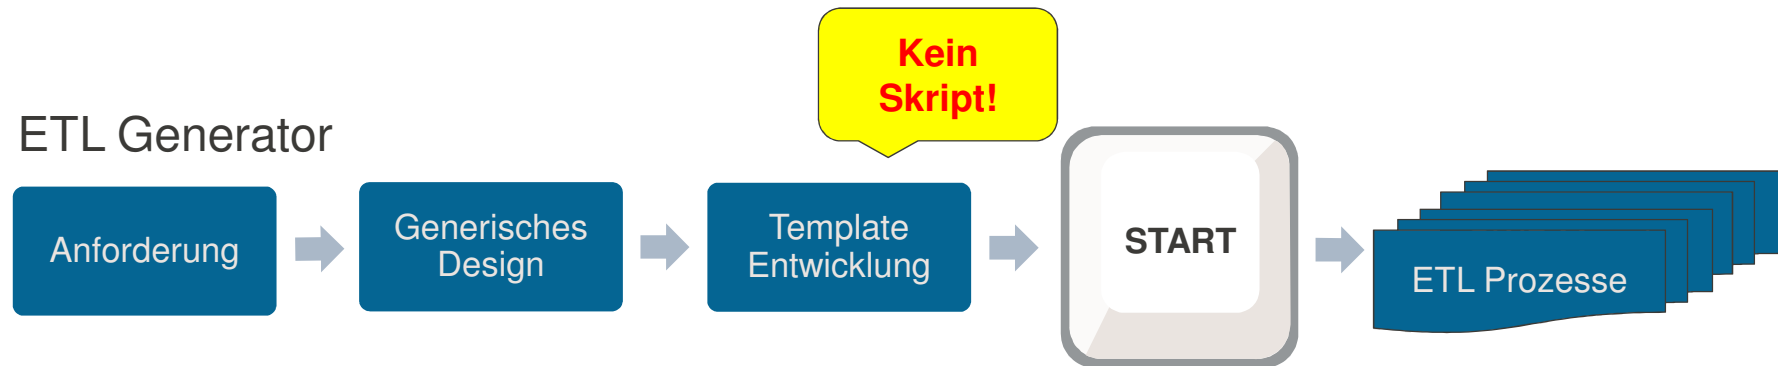 Kein
Skript!
ETL Generator
Anforderung
Generisches
Design
Template
Entwicklung
START
ETL Prozesse